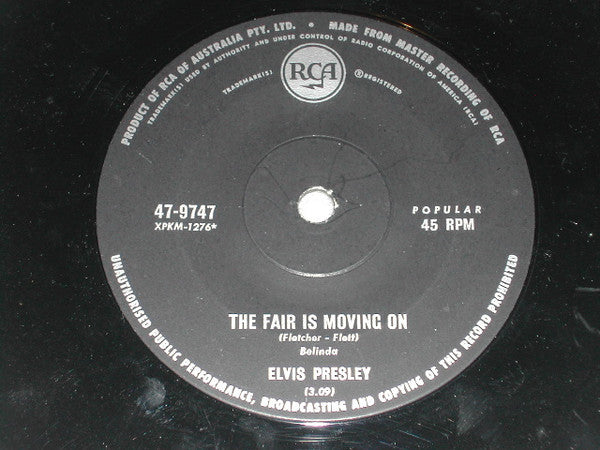 PRODUCT OF RCA OF AUSTRALIA PTY. LTD. • MADE FROM MASTER RECORDING OF RCA
TRADEMARK(S) USED BY AUTHORITY AND UNDER CONTROL OF RADIO CORPORATION OF AMERICA (RCA)
RCA
TRADEMARK(S) ®REGISTERED
47-9747
XPKM-1276*
POPULAR
45 RPM
THE FAIR IS MOVING ON
(Fletcher - Flett)
Belinda
ELVIS PRESLEY
(3.09)
UNAUTHORISED PUBLIC PERFORMANCE, BROADCASTING AND COPYING OF THIS RECORD PROHIBITED